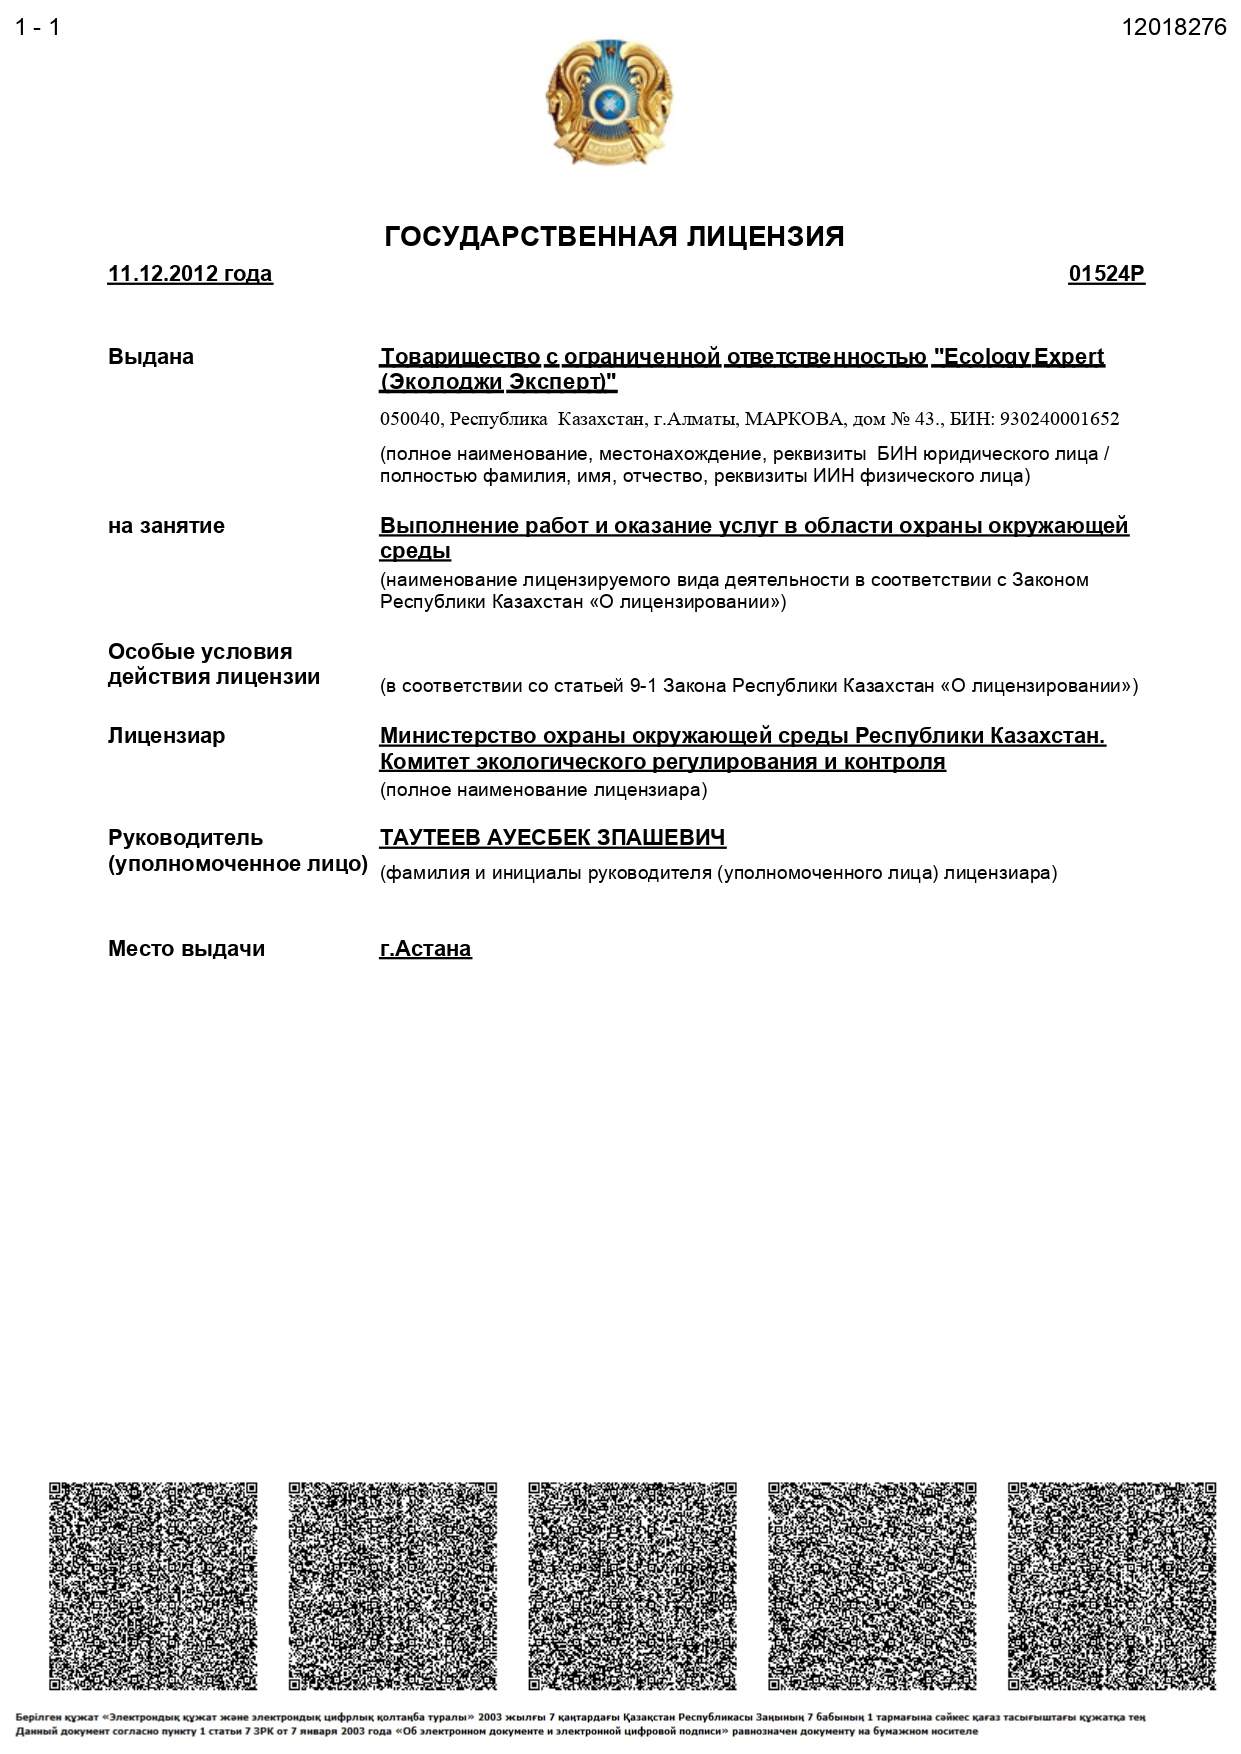 1 - 1
12018276
ГОСУДАРСТВЕННАЯ ЛИЦЕНЗИЯ
11.12.2012 года
01524Р
Выдана
Товарищество с ограниченной ответственностью "Ecology Expert
(Эколоджи Эксперт)"
050040, Республика Казахстан, г.Алматы, МАРКОВА, дом № 43., БИН: 930240001652
(полное наименование, местонахождение, реквизиты БИН юридического лица /
полностью фамилия, имя, отчество, реквизиты ИИН физического лица)
на занятие
Выполнение работ и оказание услуг в области охраны окружающей
среды
(наименование лицензируемого вида деятельности в соответствии с Законом
Республики Казахстан «О лицензировании»)
Особые условия
действия лицензии
(в соответствии со статьей 9-1 Закона Республики Казахстан «О лицензировании»)
Лицензиар
Министерство охраны окружающей среды Республики Казахстан.
Комитет экологического регулирования и контроля
(полное наименование лицензиара)
Руководитель
(уполномоченное лицо)
ТАУТЕЕВ АУЕСБЕК ЗПАШЕВИЧ
(фамилия и инициалы руководителя (уполномоченного лица) лицензиара)
Место выдачи
г.Астана
Берілген құжат «Электрондық құжат және электрондық цифрлық қолтаңба туралы» 2003 жылғы 7 қаңтардағы Қазақстан Республикасы Заңының 7 бабының 1 тармағына сәйкес қағаз тасығыштағы құжатқа тең
Данный документ согласно пункту 1 статьи 7 ЗРК от 7 января 2003 года «Об электронном документе и электронной цифровой подписи» равнозначен документу на бумажном носителе